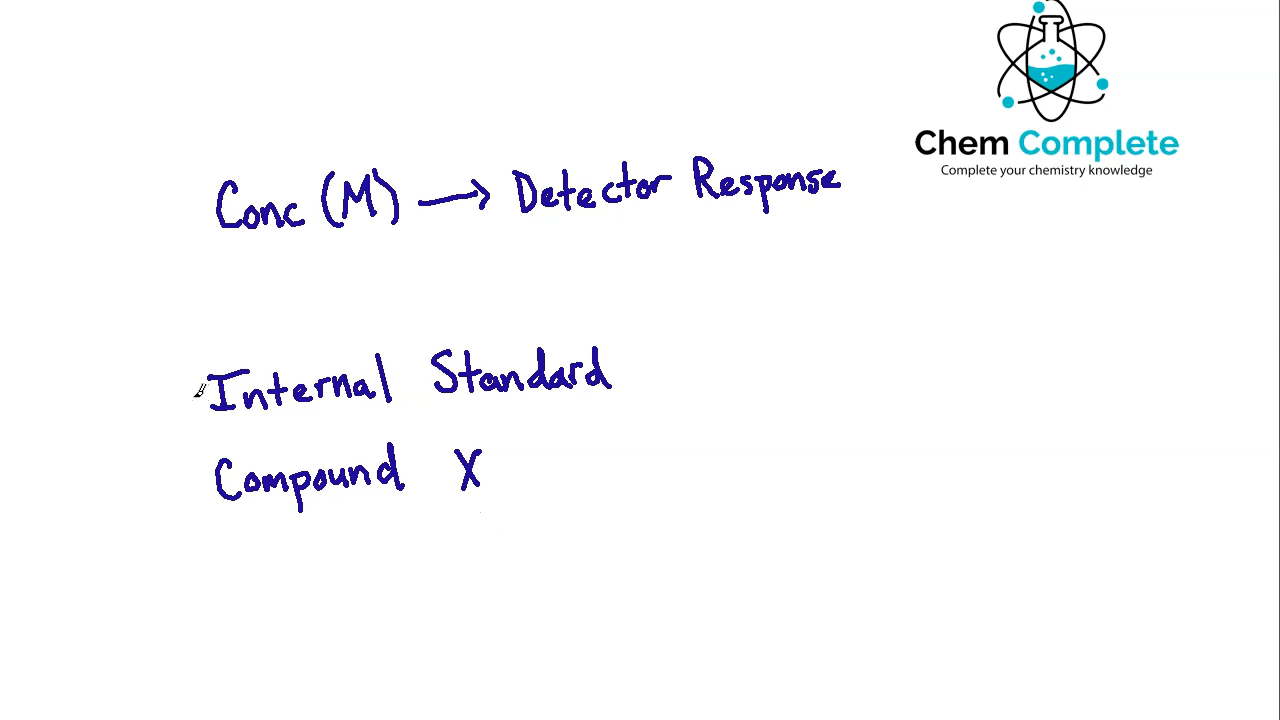 Chem Complete
Complete your chemistry knowledge
Conc (M) → Detector Response
Internal Standard
Compound X